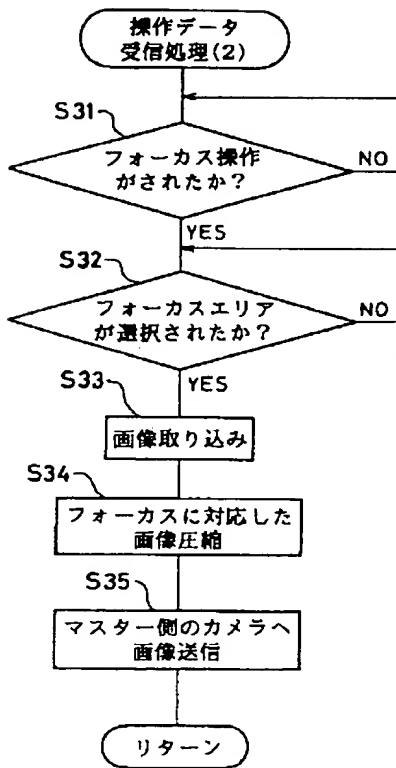 操作データ
受信処理(2)
S31
フォーカス操作
がされたか?
NO
YES
S32
フォーカスエリア
が選択されたか?
NO
YES
S33
画像取り込み
S34
フォーカスに対応した
画像圧縮
S35
マスター側のカメラへ
画像送信
リターン